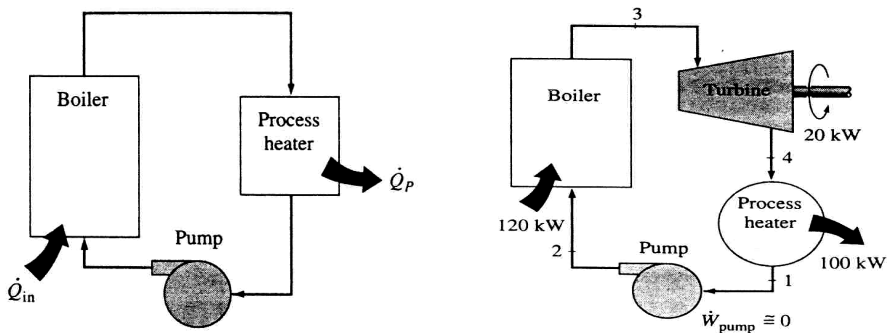 Boiler
Process
heater
Q̇P
Pump
Q̇in
3
Boiler
Turbine
20 kW
4
Process
heater
120 kW
100 kW
2
Pump
1
Ẇpump ≅ 0